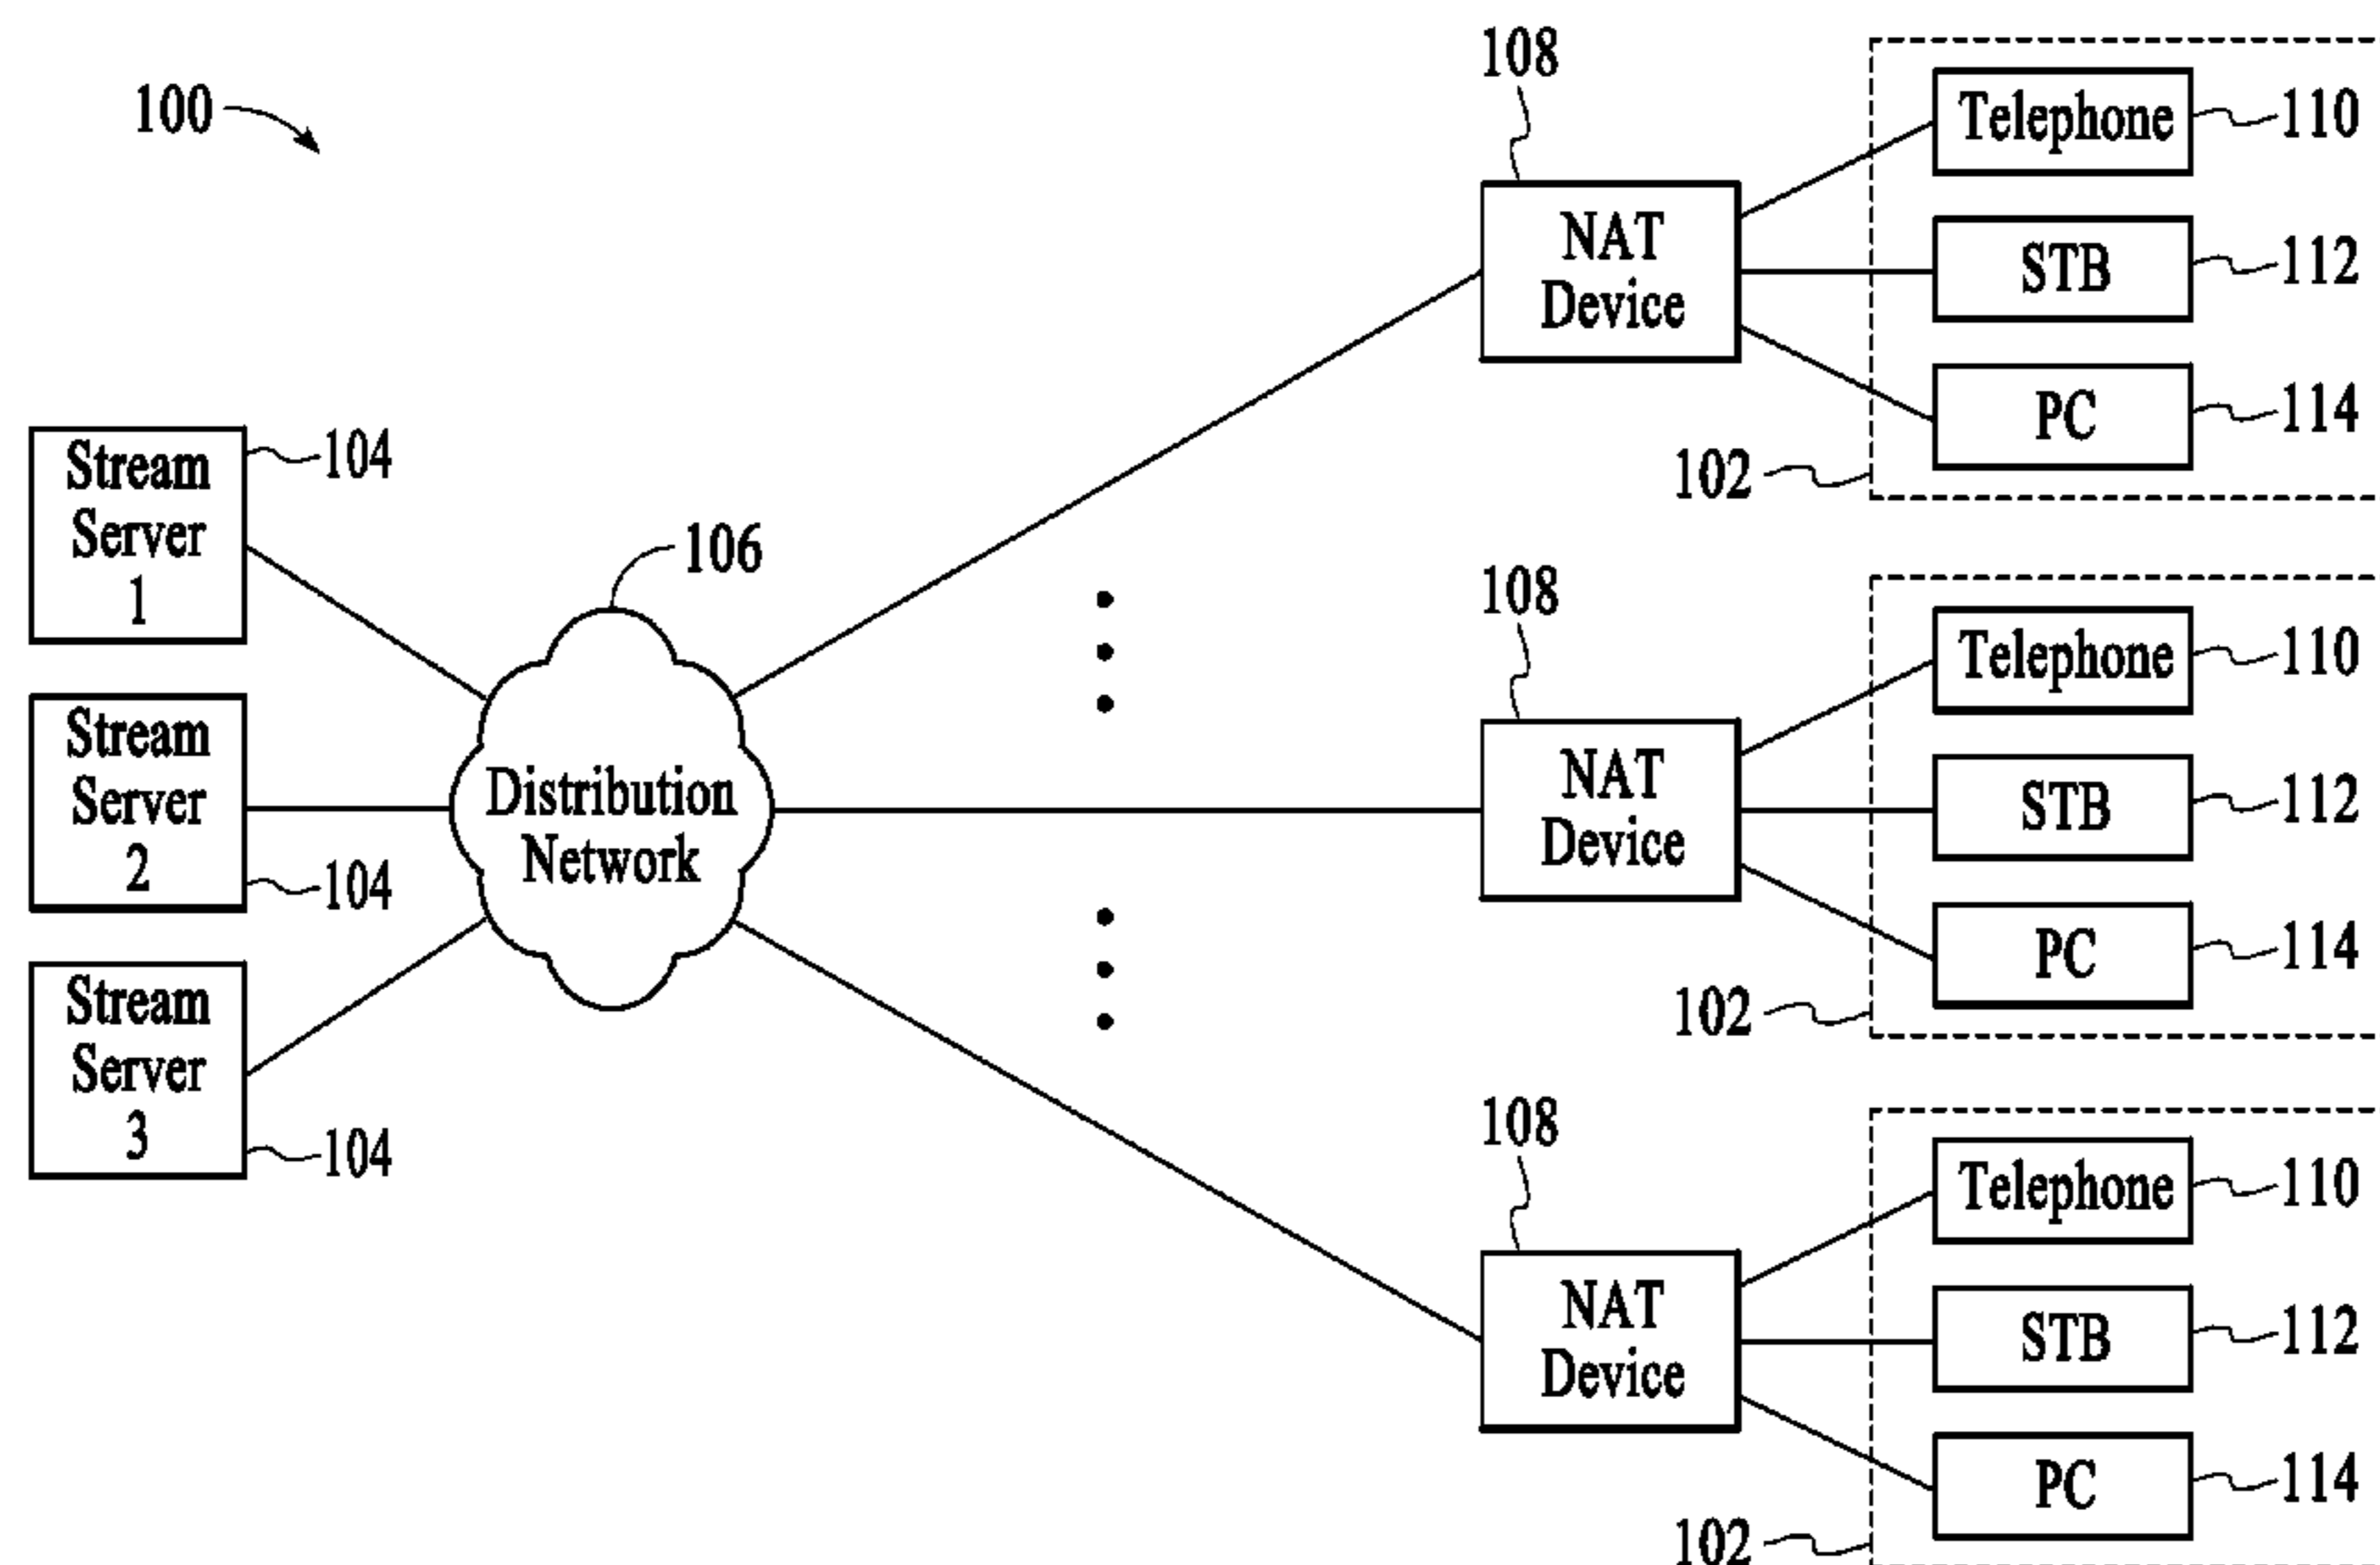 100
Stream
Server
1
104
Stream
Server
2
104
Stream
Server
3
104
106
Distribution
Network
108
NAT
Device
Telephone
110
STB
112
PC
114
102
108
NAT
Device
Telephone
110
STB
112
PC
114
102
108
NAT
Device
Telephone
110
STB
112
PC
114
102